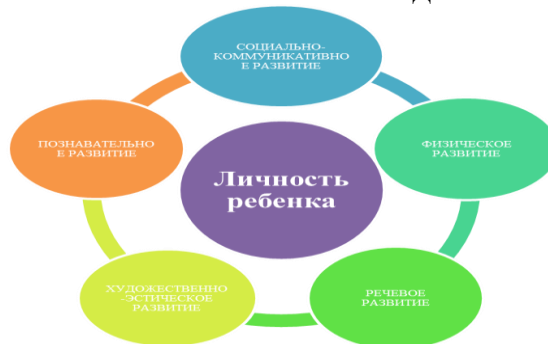 СОЦИАЛЬНО-
КОММУНИКАТИВНО
Е РАЗВИТИЕ
ПОЗНАВАТЕЛЬНО
Е РАЗВИТИЕ
ФИЗИЧЕСКОЕ
РАЗВИТИЕ
Личность
ребенка
ХУДОЖЕСТВЕННО
-ЭСТИЧЕСКОЕ
РАЗВИТИЕ
РЕЧЕВОЕ
РАЗВИТИЕ